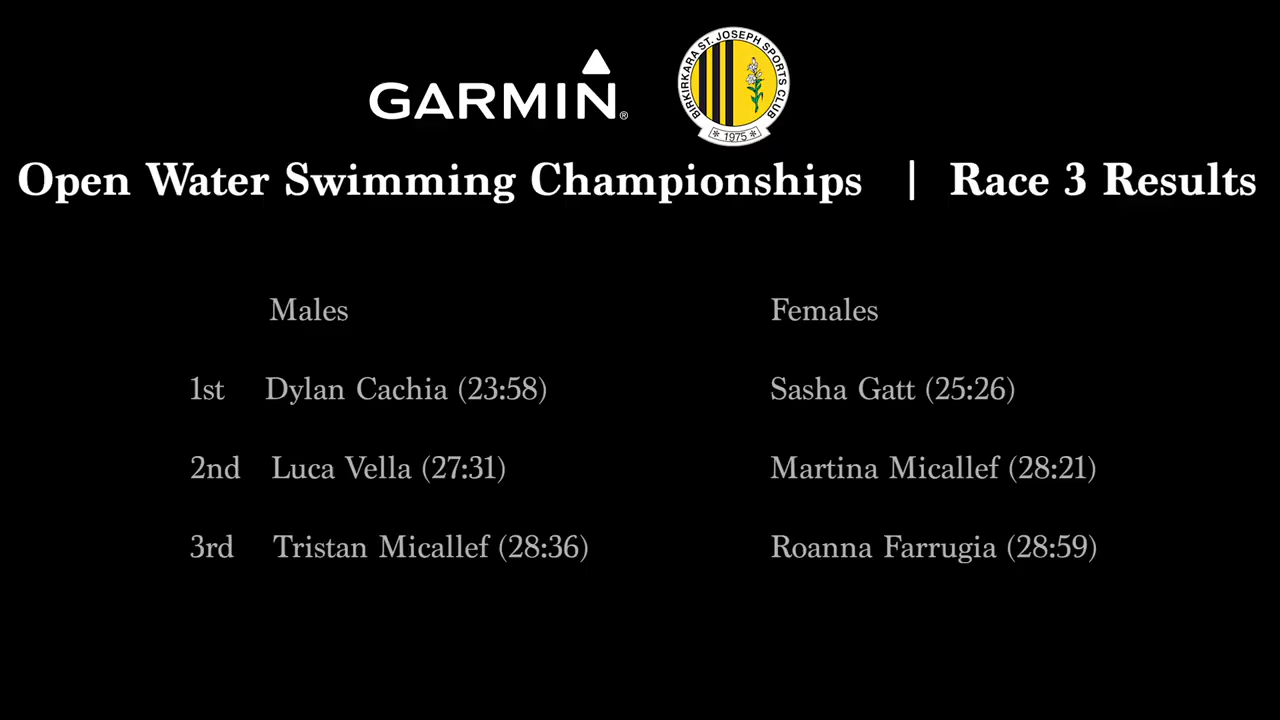 GARMIN®
BIRKIRKARA ST. JOSEPH SPORTS CLUB
* 1975 *
Open Water Swimming Championships | Race 3 Results
Males Females
1st Dylan Cachia (23:58) Sasha Gatt (25:26)
2nd Luca Vella (27:31) Martina Micallef (28:21)
3rd Tristan Micallef (28:36) Roanna Farrugia (28:59)